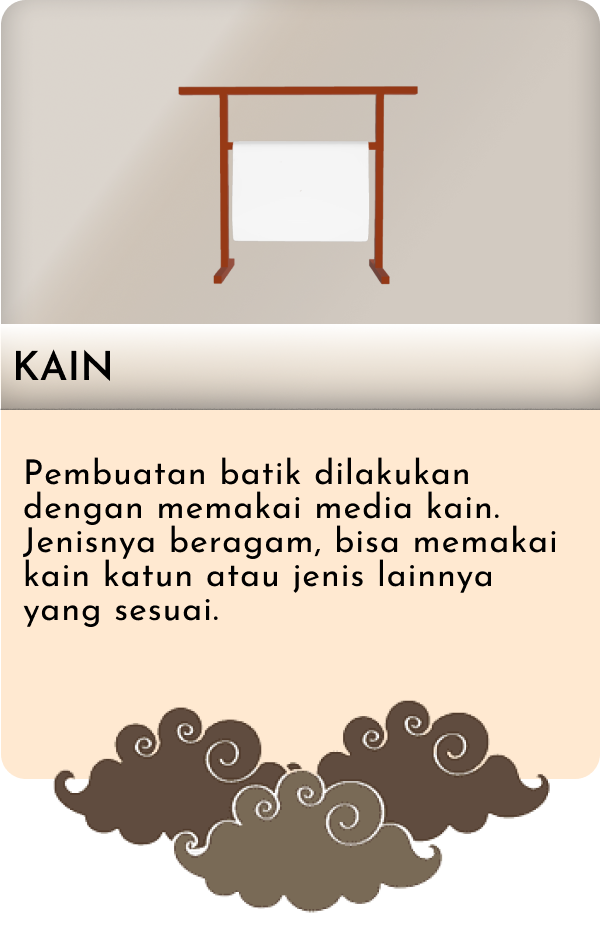 KAIN
Pembuatan batik dilakukan
dengan memakai media kain.
Jenisnya beragam, bisa memakai
kain katun atau jenis lainnya
yang sesuai.